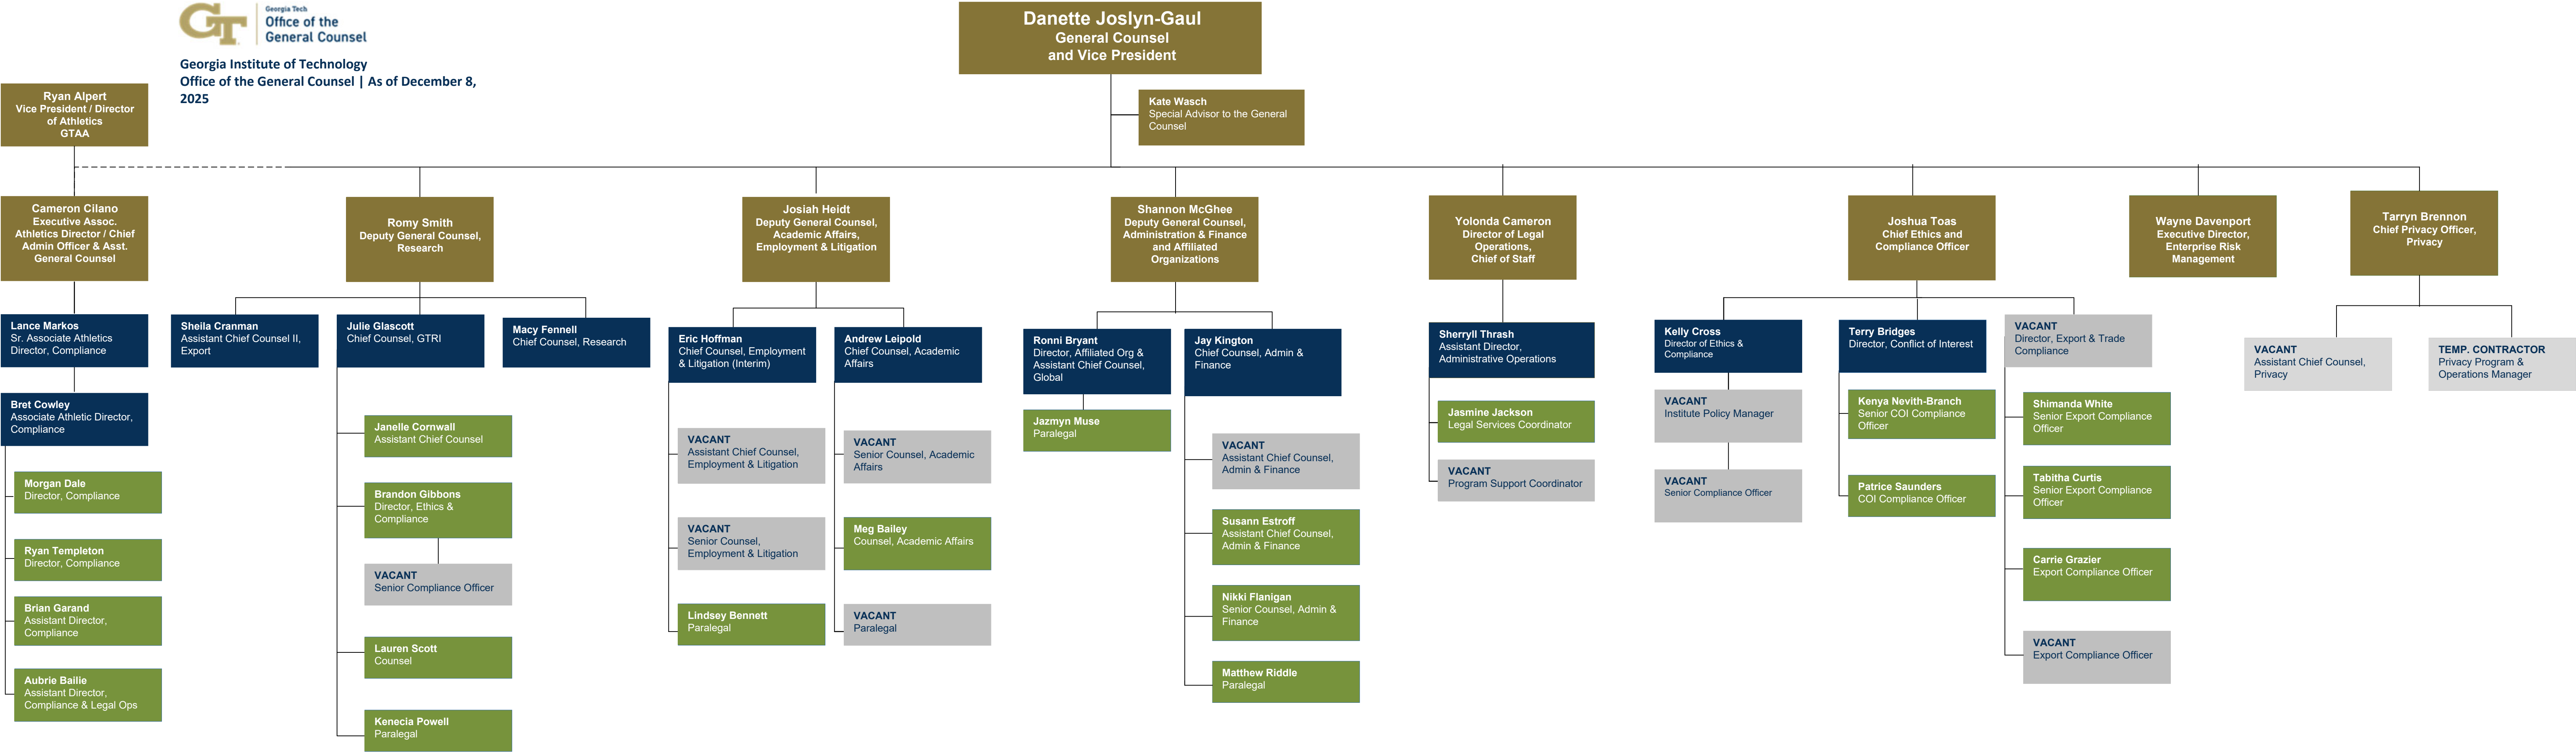 GT
Georgia Tech
Office of the
General Counsel
Georgia Institute of Technology
Office of the General Counsel | As of December 8,
2025
Danette Joslyn-Gaul
General Counsel
and Vice President
Kate Wasch
Special Advisor to the General
Counsel
Ryan Alpert
Vice President / Director
of Athletics
GTAA
Cameron Cilano
Executive Assoc.
Athletics Director / Chief
Admin Officer & Asst.
General Counsel
Lance Markos
Sr. Associate Athletics
Director, Compliance
Bret Cowley
Associate Athletic Director,
Compliance
Morgan Dale
Director, Compliance
Ryan Templeton
Director, Compliance
Brian Garand
Assistant Director,
Compliance
Aubrie Bailie
Assistant Director,
Compliance & Legal Ops
Romy Smith
Deputy General Counsel,
Research
Sheila Cranman
Assistant Chief Counsel II,
Export
Julie Glascott
Chief Counsel, GTRI
Macy Fennell
Chief Counsel, Research
Janelle Cornwall
Assistant Chief Counsel
Brandon Gibbons
Director, Ethics &
Compliance
VACANT
Senior Compliance Officer
Lauren Scott
Counsel
Kenecia Powell
Paralegal
Josiah Heidt
Deputy General Counsel,
Academic Affairs,
Employment & Litigation
Eric Hoffman
Chief Counsel, Employment
& Litigation (Interim)
VACANT
Assistant Chief Counsel,
Employment & Litigation
VACANT
Senior Counsel,
Employment & Litigation
Lindsey Bennett
Paralegal
Andrew Leipold
Chief Counsel, Academic
Affairs
VACANT
Senior Counsel, Academic
Affairs
Meg Bailey
Counsel, Academic Affairs
VACANT
Paralegal
Shannon McGhee
Deputy General Counsel,
Administration & Finance
and Affiliated
Organizations
Ronni Bryant
Director, Affiliated Org &
Assistant Chief Counsel,
Global
Jazmyn Muse
Paralegal
Jay Kington
Chief Counsel, Admin &
Finance
VACANT
Assistant Chief Counsel,
Admin & Finance
Susann Estroff
Assistant Chief Counsel,
Admin & Finance
Nikki Flanigan
Senior Counsel, Admin &
Finance
Matthew Riddle
Paralegal
Yolonda Cameron
Director of Legal
Operations,
Chief of Staff
Sherryll Thrash
Assistant Director,
Administrative Operations
Jasmine Jackson
Legal Services Coordinator
VACANT
Program Support Coordinator
Joshua Toas
Chief Ethics and
Compliance Officer
Kelly Cross
Director of Ethics &
Compliance
VACANT
Institute Policy Manager
VACANT
Senior Compliance Officer
Terry Bridges
Director, Conflict of Interest
Kenya Nevith-Branch
Senior COI Compliance
Officer
Patrice Saunders
COI Compliance Officer
VACANT
Director, Export & Trade
Compliance
Shimanda White
Senior Export Compliance
Officer
Tabitha Curtis
Senior Export Compliance
Officer
Carrie Grazier
Export Compliance Officer
VACANT
Export Compliance Officer
Wayne Davenport
Executive Director,
Enterprise Risk
Management
Tarryn Brennon
Chief Privacy Officer,
Privacy
VACANT
Assistant Chief Counsel,
Privacy
TEMP. CONTRACTOR
Privacy Program &
Operations Manager